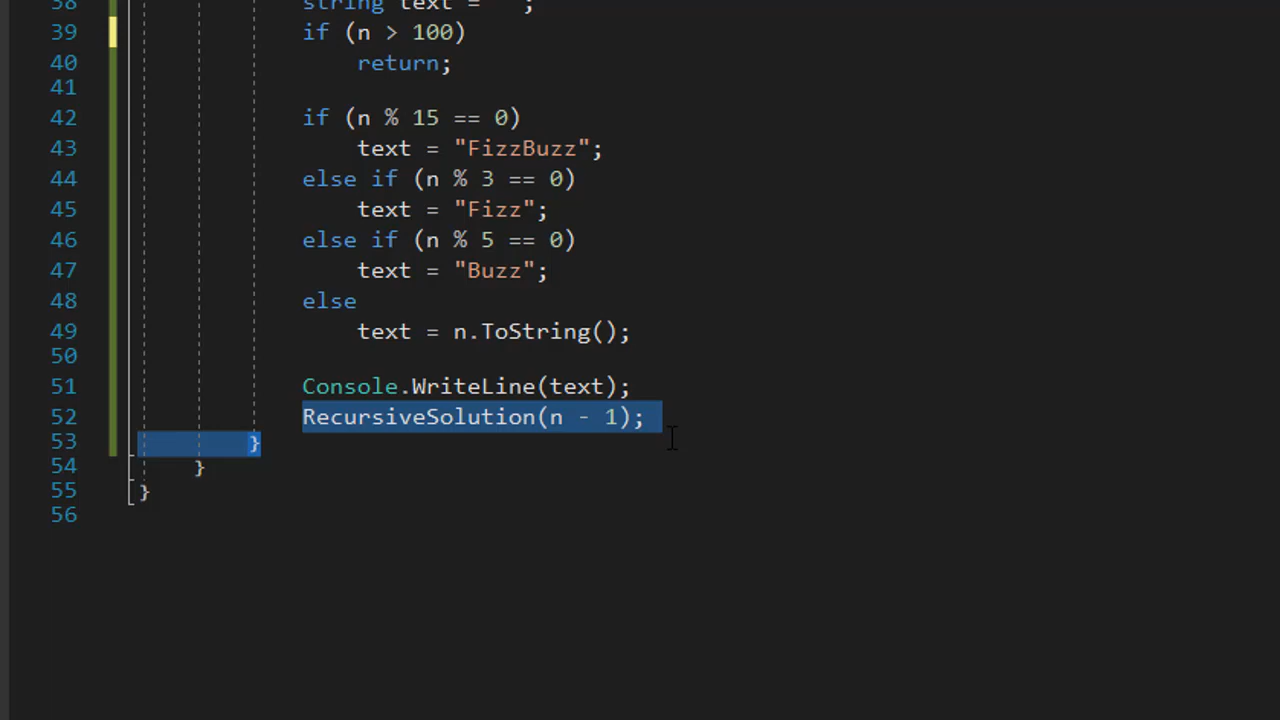 38 string text = "";
39 if (n > 100)
40 return;
41
42 if (n % 15 == 0)
43 text = "FizzBuzz";
44 else if (n % 3 == 0)
45 text = "Fizz";
46 else if (n % 5 == 0)
47 text = "Buzz";
48 else
49 text = n.ToString();
50
51 Console.WriteLine(text);
52 RecursiveSolution(n - 1);
53 }
54 }
55 }
56